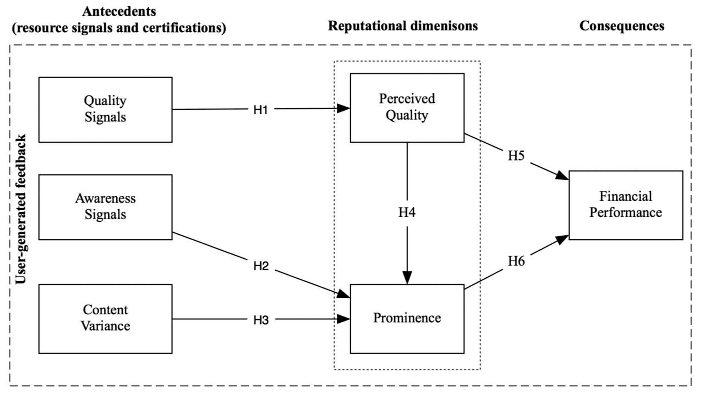 Antecedents
(resource signals and certifications)
Reputational dimenisons
Consequences
User-generated feedback
Quality
Signals
H1
Perceived
Quality
Awareness
Signals
H2
H4
H5
Financial
Performance
Content
Variance
H3
Prominence
H6